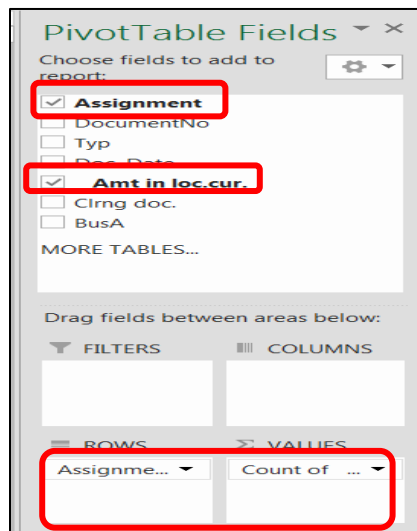 PivotTable Fields
Choose fields to add to
report:
Assignment
DocumentNo
Typ
Doc. Date
Amt in loc.cur.
Clrng doc.
BusA
MORE TABLES...
Drag fields between areas below:
FILTERS
COLUMNS
ROWS
VALUES
Assignme...
Count of ...